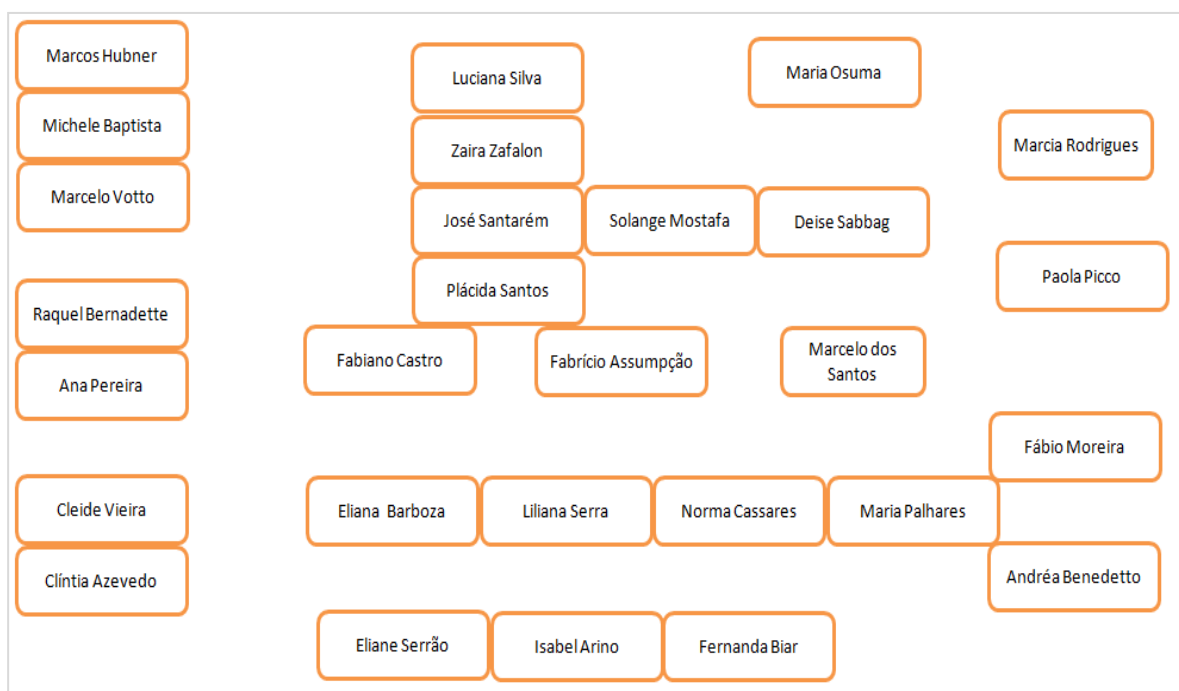 Marcos Hubner
Michele Baptista
Marcelo Votto
Raquel Bernadette
Ana Pereira
Cleide Vieira
Clíntia Azevedo
Luciana Silva
Zaira Zafalon
José Santarém
Solange Mostafa
Deise Sabbag
Plácida Santos
Fabiano Castro
Fabrício Assumpção
Marcelo dos
Santos
Eliana Barboza
Liliana Serra
Norma Cassares
Maria Palhares
Eliane Serrão
Isabel Arino
Fernanda Biar
Maria Osuma
Marcia Rodrigues
Paola Picco
Fábio Moreira
Andréa Benedetto